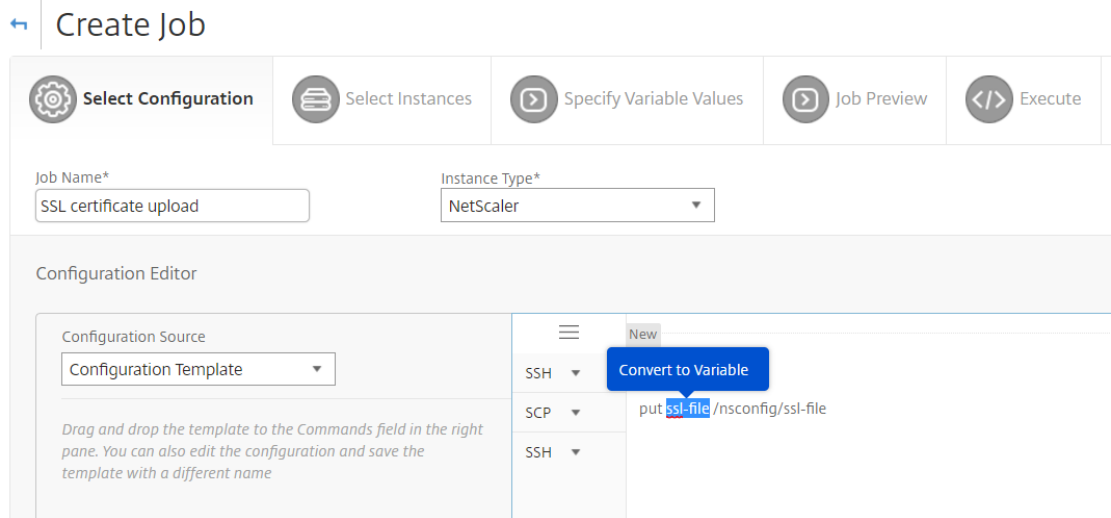 Create Job
Select Configuration
Select Instances
Specify Variable Values
Job Preview
Execute
Job Name*
Instance Type*
SSL certificate upload
NetScaler
Configuration Editor
Configuration Source
Configuration Template
Drag and drop the template to the Commands field in the right
pane. You can also edit the configuration and save the
template with a different name
New
SSH
Convert to Variable
SCP
put ssl-file /nsconfig/ssl-file
SSH